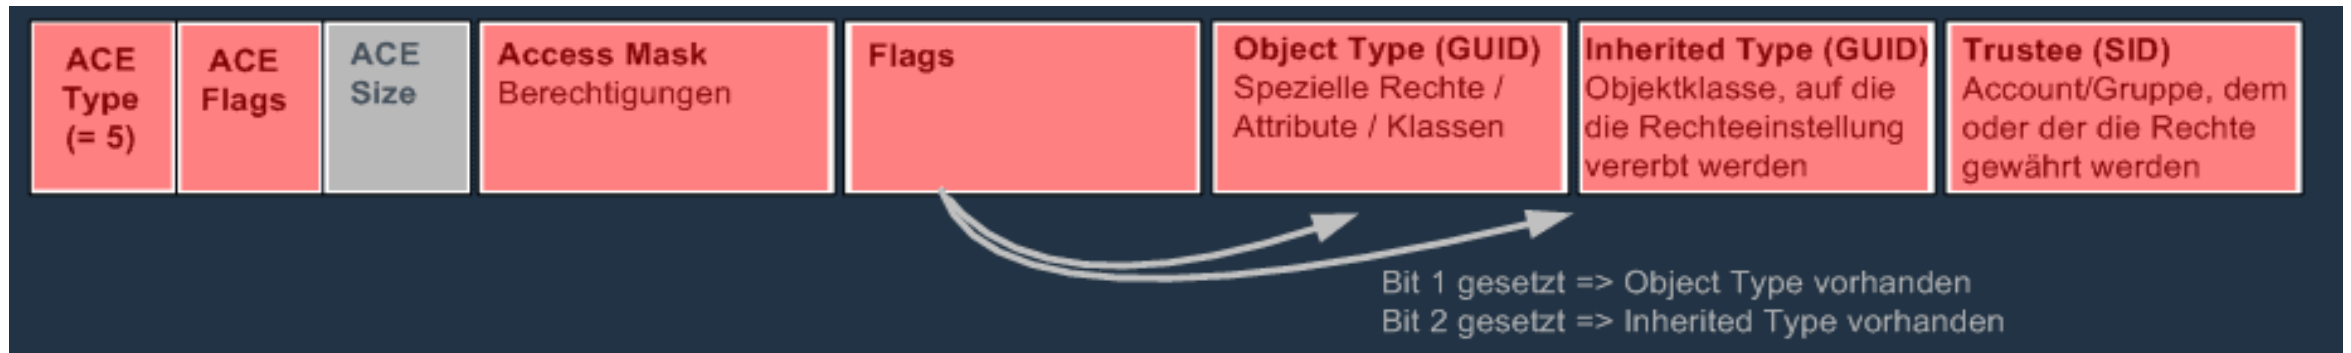 ACE
Type
(= 5)
ACE
Flags
ACE
Size
Access Mask
Berechtigungen
Flags
Object Type (GUID)
Spezielle Rechte /
Attribute / Klassen
Inherited Type (GUID)
Objektklasse, auf die
die Rechteeinstellung
vererbt werden
Trustee (SID)
Account/Gruppe, dem
oder der die Rechte
gewährt werden
Bit 1 gesetzt => Object Type vorhanden
Bit 2 gesetzt => Inherited Type vorhanden